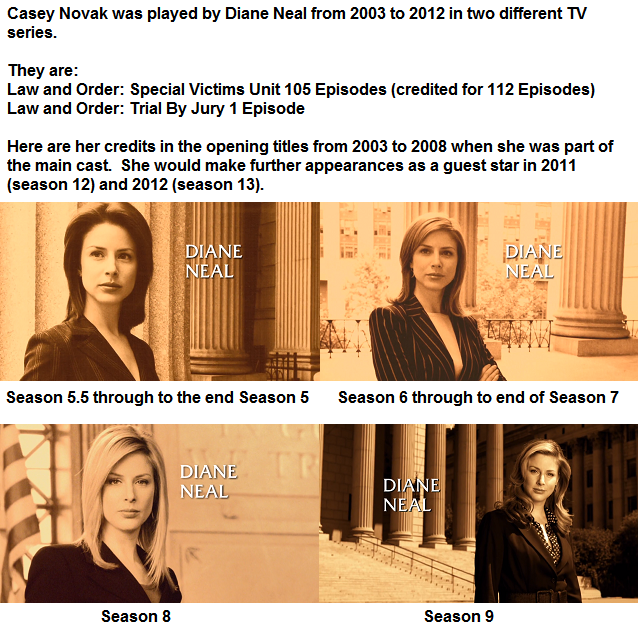 Casey Novak was played by Diane Neal from 2003 to 2012 in two different TV
series.
They are:
Law and Order: Special Victims Unit 105 Episodes (credited for 112 Episodes)
Law and Order: Trial By Jury 1 Episode
Here are her credits in the opening titles from 2003 to 2008 when she was part of
the main cast.  She would make further appearances as a guest star in 2011
(season 12) and 2012 (season 13).
DIANE
NEAL
DIANE
NEAL
Season 5.5 through to the end Season 5
Season 6 through to end of Season 7
DIANE
NEAL
DIANE
NEAL
Season 8
Season 9